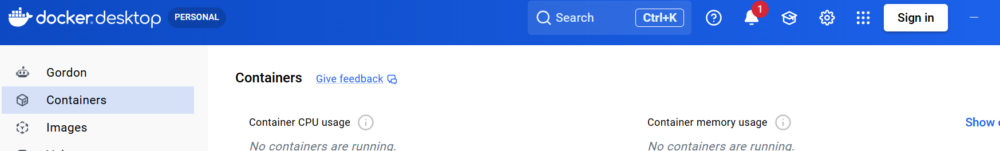 docker desktop PERSONAL Search Ctrl+K 1 Sign in
Gordon
Containers Give feedback
Containers
Container CPU usage Container memory usage Show
Images
No containers are running. No containers are running.